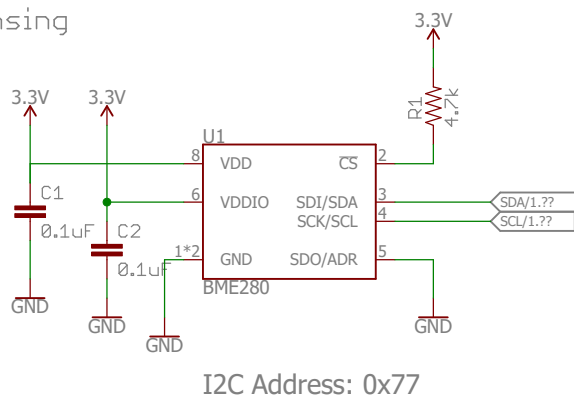 nsing
3.3V
3.3V
3.3V
R1
4.7k
U1
8
VDD
CS
2
6
VDDIO
SDI/SDA
3
SDA/1.??
SCK/SCL
4
SCL/1.??
C1
0.1uF
C2
0.1uF
1*2
GND
SDO/ADR
5
BME280
GND
GND
GND
GND
I2C Address: 0x77